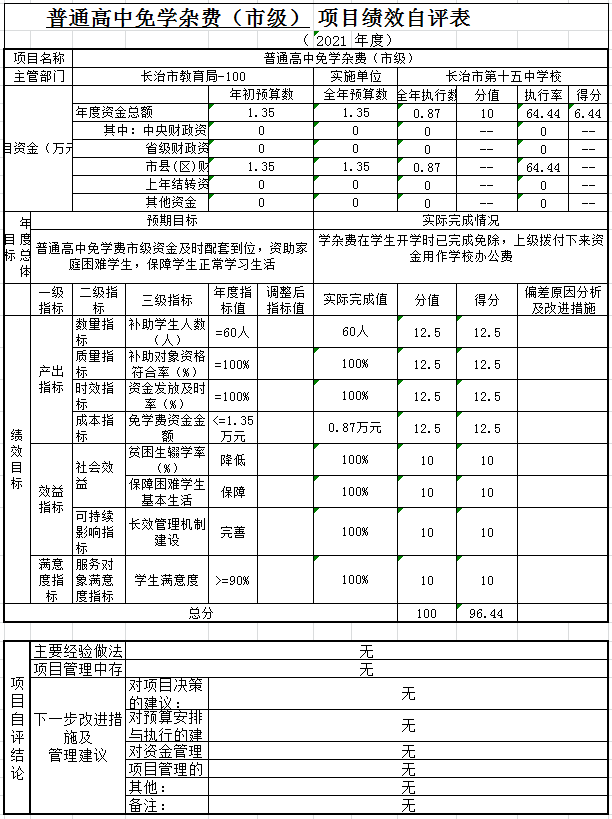 普通高中免学杂费（市级） 项目绩效自评表
（ 2021 年度）
项目名称 普通高中免学杂费（市级）
主管部门 长治市教育局-100 实施单位 长治市第十五中学校
目资金（万元 年初预算数 全年预算数 全年执行数 分值 执行率 得分
年度资金总额 1.35 1.35 0.87 10 64.44 6.44
其中：中央财政资 0 0 0 -- 0 --
省级财政资 0 0 0 -- 0 --
市县(区)财 1.35 1.35 0.87 -- 64.44 --
上年结转资 0 0 0 -- 0 --
其他资金 0 0 0 -- 0 --
年度总体目标 预期目标 实际完成情况
普通高中免学费市级资金及时配套到位，资助家
庭困难学生，保障学生正常学习生活
学杂费在学生开学时已完成免除，上级拨付下来资
金用作学校办公费
绩效目标
一级指标 二级指标 三级指标 年度指标值 调整后指标值 实际完成值 分值 得分 偏差原因分析及改进措施
产出指标 数量指标 补助学生人数（人） =60人 60人 12.5 12.5
质量指标 补助对象资格符合率（%） =100% 100% 12.5 12.5
时效指标 资金发放及时率（%） =100% 100% 12.5 12.5
成本指标 免学费资金金额 <=1.35万元 0.87万元 12.5 12.5
效益指标 社会效益 贫困生辍学率（%） 降低 100% 10 10
保障困难学生基本生活 保障 100% 10 10
可持续影响指标 长效管理机制建设 完善 100% 10 10
满意度指标 服务对象满意度指标 学生满意度 >=90% 100% 10 10
总分 100 96.44
项目自评结论
主要经验做法 无
项目管理中存 无
下一步改进措施及管理建议
对项目决策的建议： 无
对预算安排与执行的建 无
对资金管理 无
项目管理的 无
其他： 无
备注： 无